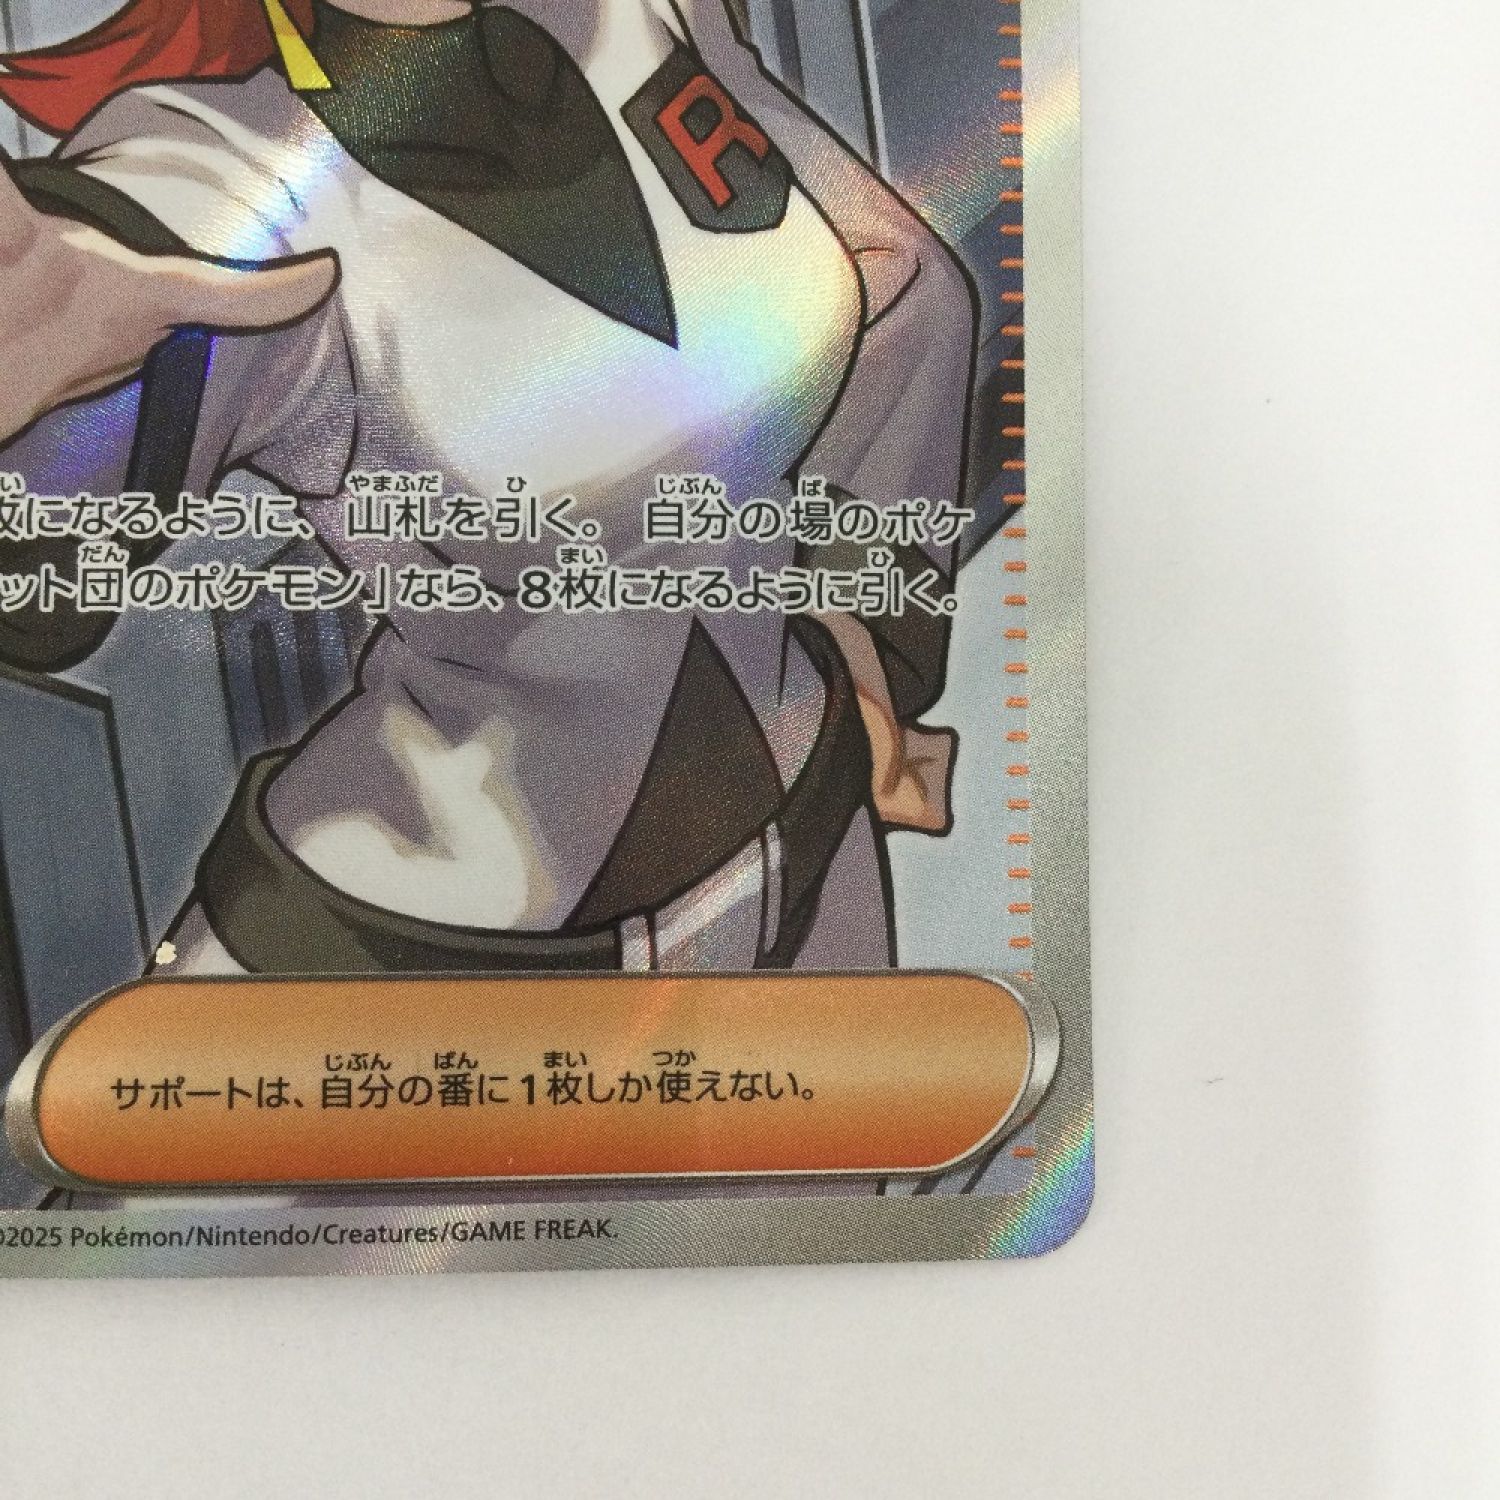 R
枚になるように、山札を引く。自分の場のポケ
ット団のポケモン」なら、8枚になるように引く。
サポートは、自分の番に1枚しか使えない。
©2025 Pokémon/Nintendo/Creatures/GAME FREAK.